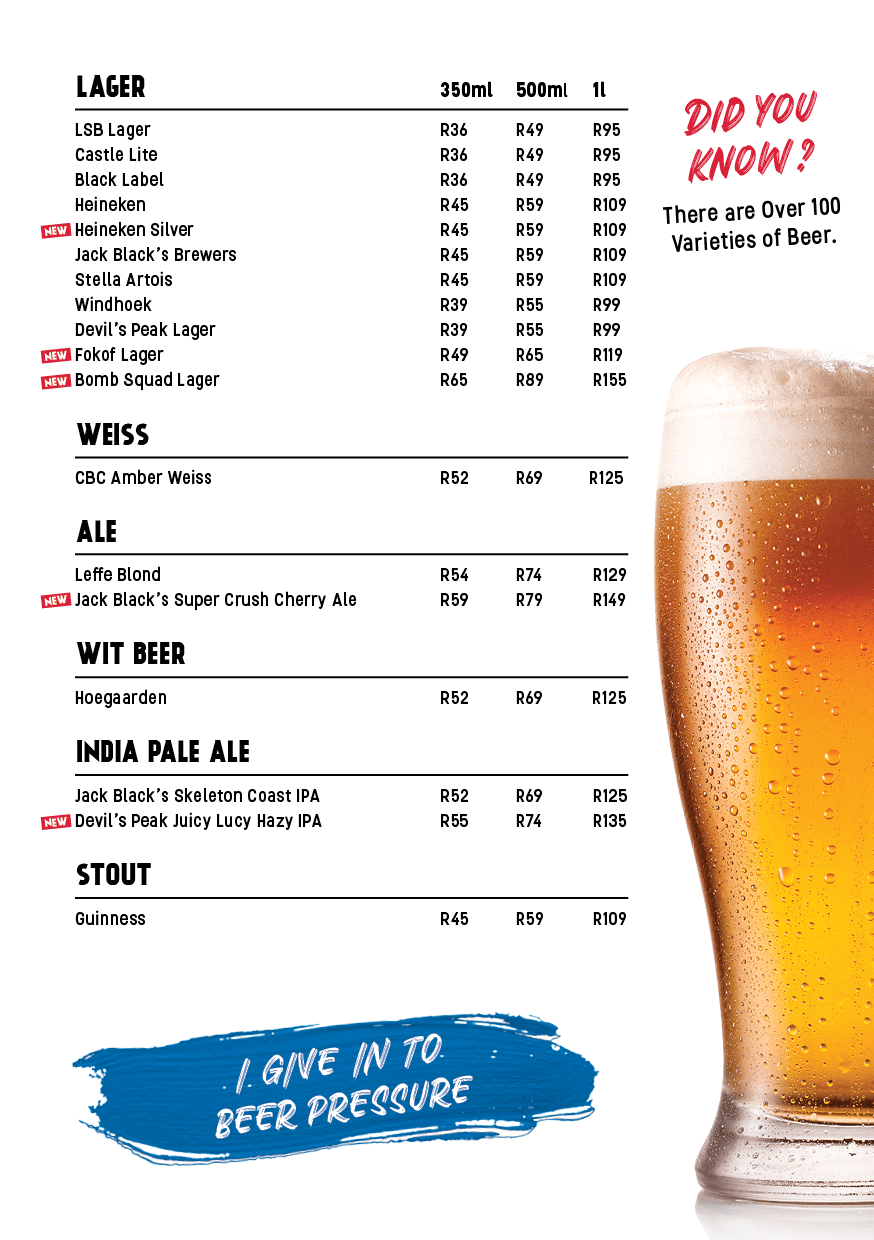 LAGER 350ml 500ml 1l
LSB Lager R36 R49 R95
Castle Lite R36 R49 R95
Black Label R36 R49 R95
Heineken R45 R59 R109
NEW Heineken Silver R45 R59 R109
Jack Black's Brewers R45 R59 R109
Stella Artois R45 R59 R109
Windhoek R39 R55 R99
Devil's Peak Lager R39 R55 R99
NEW Fokof Lager R49 R65 R119
NEW Bomb Squad Lager R65 R89 R155
WEISS
CBC Amber Weiss R52 R69 R125
ALE
Leffe Blond R54 R74 R129
NEW Jack Black's Super Crush Cherry Ale R59 R79 R149
WIT BEER
Hoegaarden R52 R69 R125
INDIA PALE ALE
Jack Black's Skeleton Coast IPA R52 R69 R125
NEW Devil's Peak Juicy Lucy Hazy IPA R55 R74 R135
STOUT
Guinness R45 R59 R109
DID YOU
KNOW?
There are Over 100
Varieties of Beer.
I GIVE IN TO
BEER PRESSURE